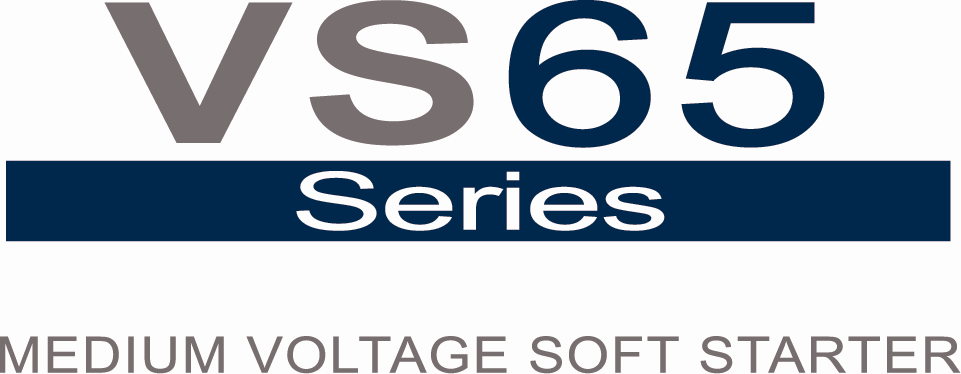 VS65
Series
MEDIUM VOLTAGE SOFT STARTER